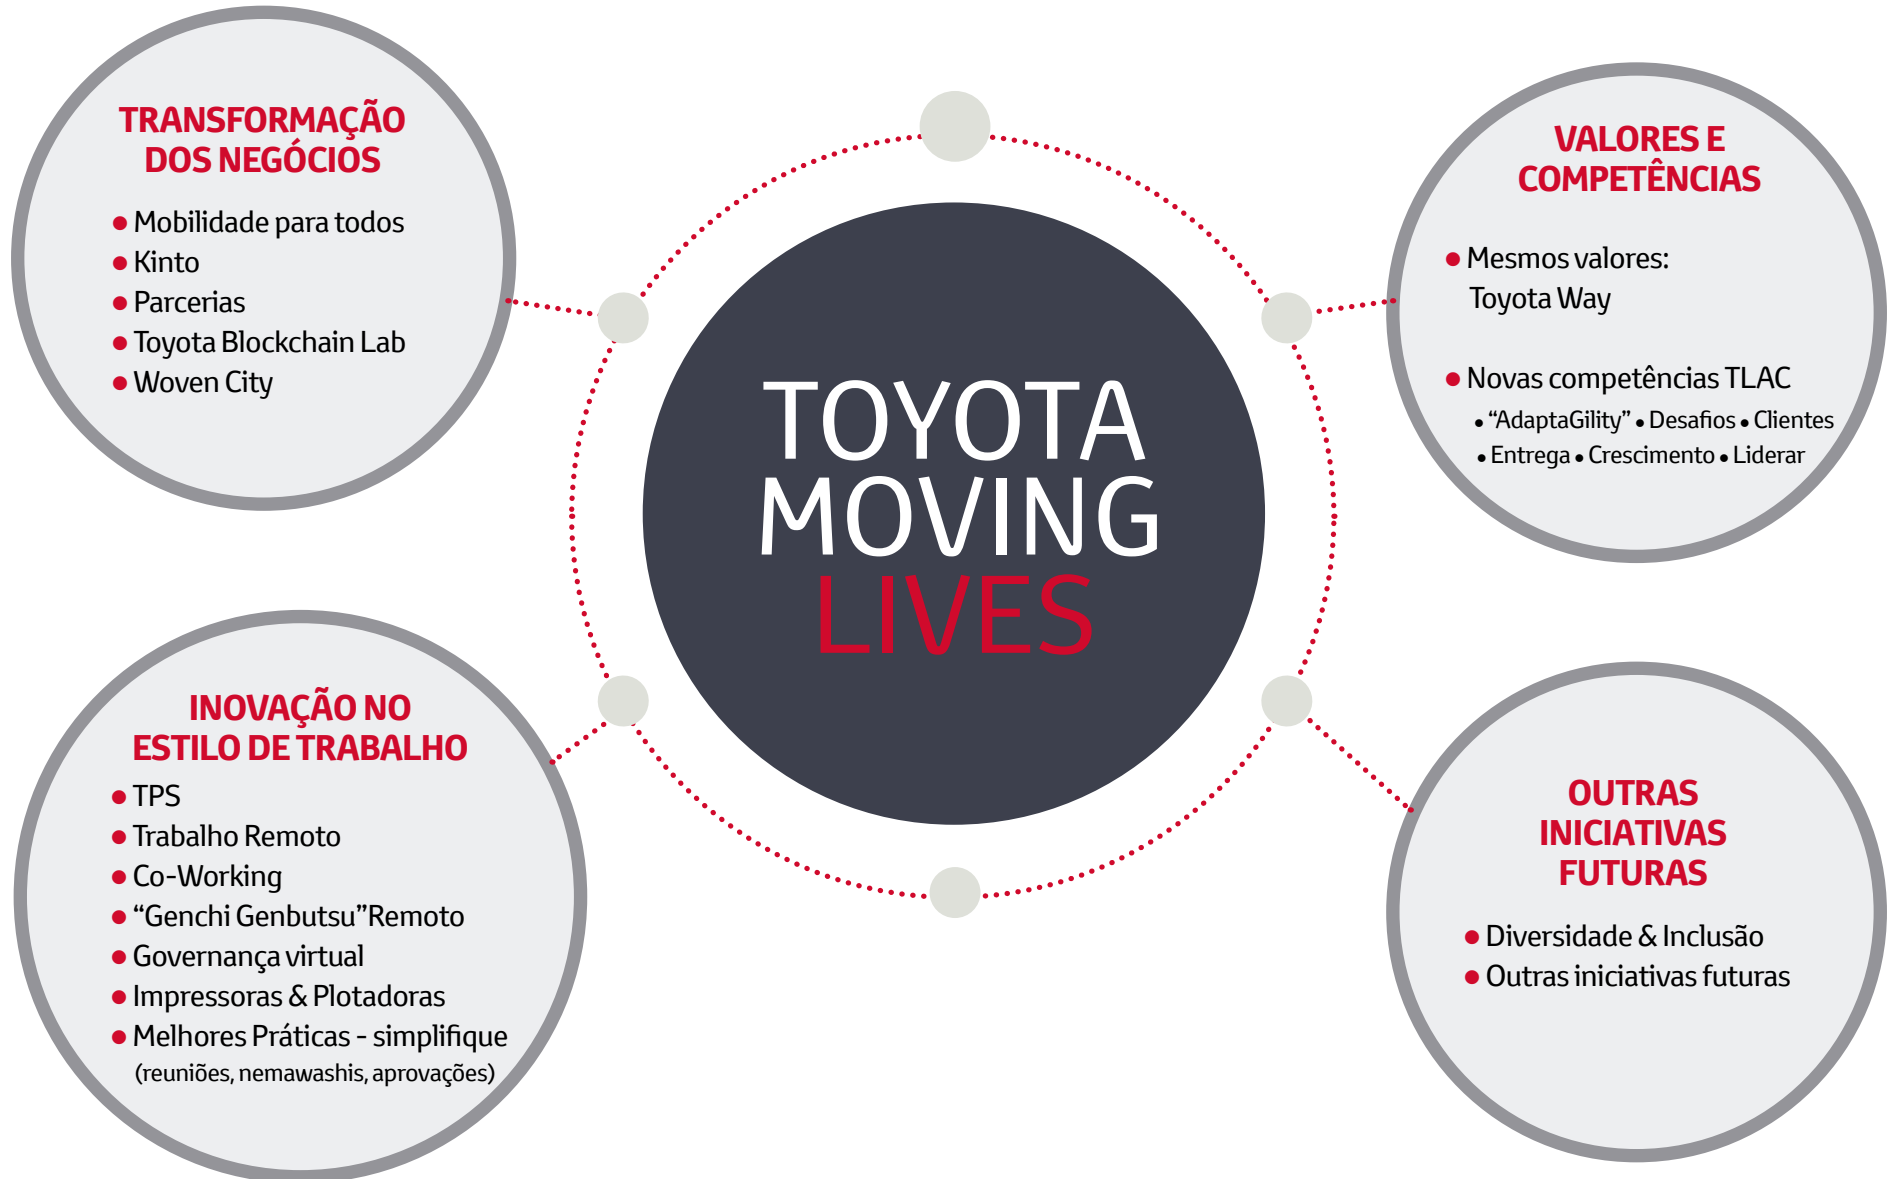 TRANSFORMAÇÃO
DOS NEGÓCIOS
• Mobilidade para todos
• Kinto
• Parcerias
• Toyota Blockchain Lab
• Woven City
TOYOTA
MOVING
LIVES
VALORES E
COMPETÊNCIAS
• Mesmos valores:
Toyota Way
• Novas competências TLAC
• “AdaptaGility” • Desafios • Clientes
• Entrega • Crescimento • Liderar
INOVAÇÃO NO
ESTILO DE TRABALHO
• TPS
• Trabalho Remoto
• Co-Working
• “Genchi Genbutsu”Remoto
• Governança virtual
• Impressoras & Plotadoras
• Melhores Práticas - simplifique
(reuniões, nemawashis, aprovações)
OUTRAS
INICIATIVAS
FUTURAS
• Diversidade & Inclusão
• Outras iniciativas futuras